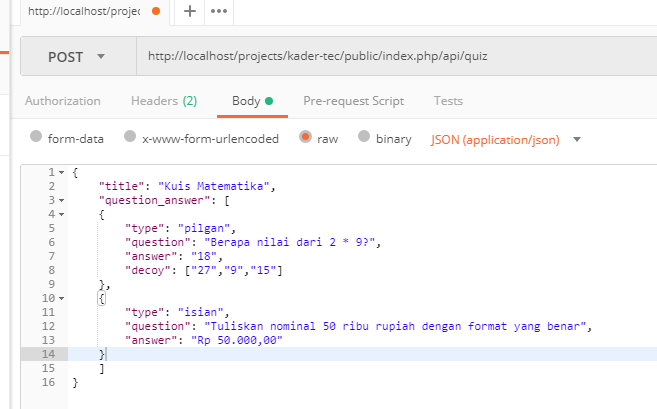 http://localhost/projec
POST http://localhost/projects/kader-tec/public/index.php/api/quiz
Authorization Headers (2) Body Pre-request Script Tests
form-data x-www-form-urlencoded raw binary JSON (application/json)
1 {
2 "title": "Kuis Matematika",
3 "question_answer": [
4 {
5 "type": "pilgan",
6 "question": "Berapa nilai dari 2 * 9?",
7 "answer": "18",
8 "decoy": ["27","9","15"]
9 },
10 {
11 "type": "isian",
12 "question": "Tuliskan nominal 50 ribu rupiah dengan format yang benar",
13 "answer": "Rp 50.000,00"
14 }
15 ]
16 }